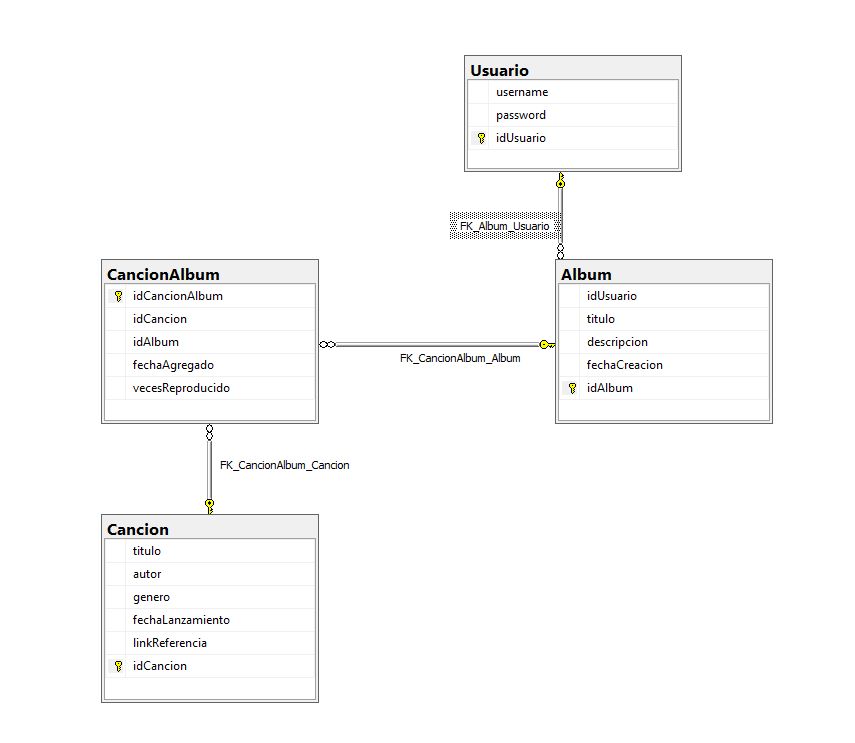 Usuario
username
password
idUsuario
FK_Album_Usuario
CancionAlbum
idCancionAlbum
idCancion
idAlbum
fechaAgregado
vecesReproducido
FK_CancionAlbum_Album
Album
idUsuario
titulo
descripcion
fechaCreacion
idAlbum
FK_CancionAlbum_Cancion
Cancion
titulo
autor
genero
fechaLanzamiento
linkReferencia
idCancion